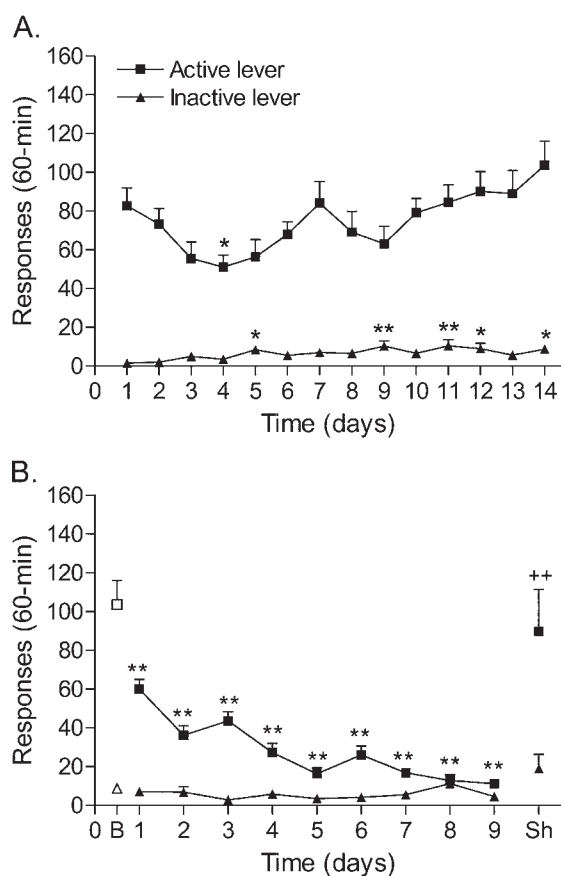 A.
160
140
120
100
80
60
40
20
0
Responses (60-min)
Active lever
Inactive lever
*
* ** ** * *
0 1 2 3 4 5 6 7 8 9 10 11 12 13 14
Time (days)
B.
160
140
120
100
80
60
40
20
0
Responses (60-min)
++
** ** ** ** ** ** ** ** **
0 B 1 2 3 4 5 6 7 8 9 Sh
Time (days)